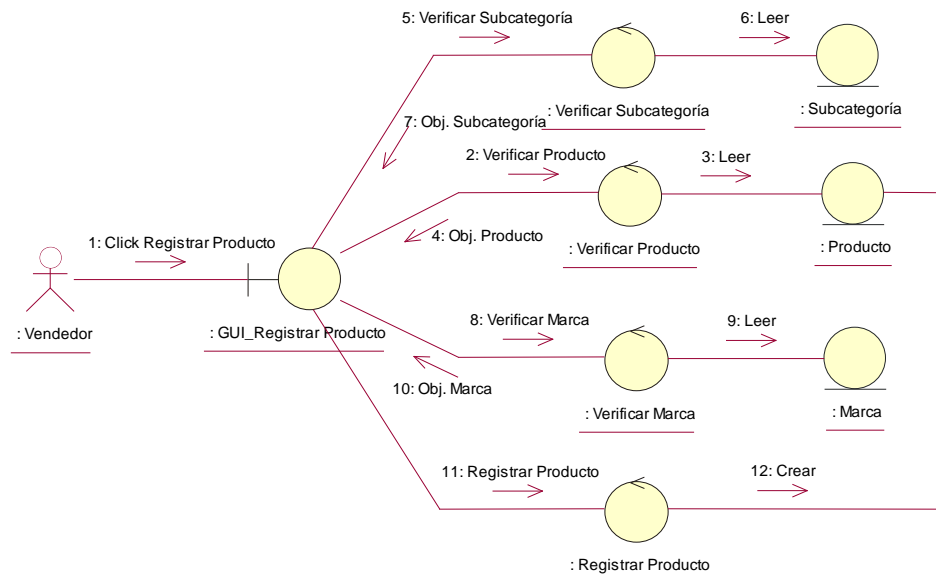 5: Verificar Subcategoría
6: Leer
: Verificar Subcategoría
: Subcategoría
7: Obj. Subcategoría
2: Verificar Producto
3: Leer
4: Obj. Producto
: Verificar Producto
: Producto
1: Click Registrar Producto
: Vendedor
: GUI_Registrar Producto
8: Verificar Marca
9: Leer
10: Obj. Marca
: Verificar Marca
: Marca
11: Registrar Producto
12: Crear
: Registrar Producto